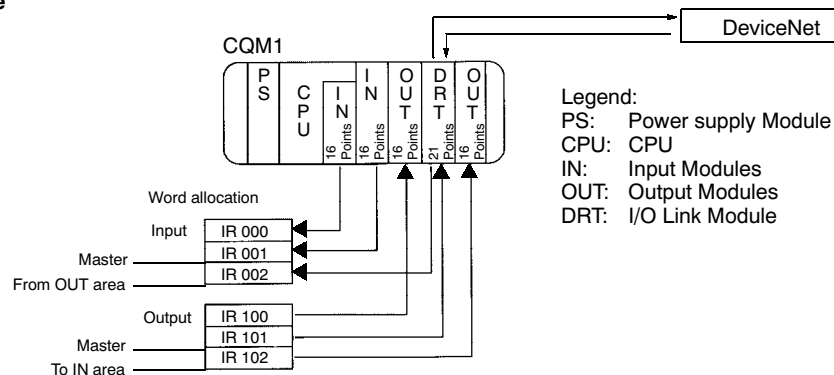 e
DeviceNet
CQM1
PS
CPU
IN
16 Points
IN
16 Points
OUT
16 Points
DRT
21 Points
OUT
16 Points
Legend:
PS: Power supply Module
CPU: CPU
IN: Input Modules
OUT: Output Modules
DRT: I/O Link Module
Word allocation
Input
IR 000
IR 001
Master
IR 002
From OUT area
Output
IR 100
IR 101
Master
IR 102
To IN area